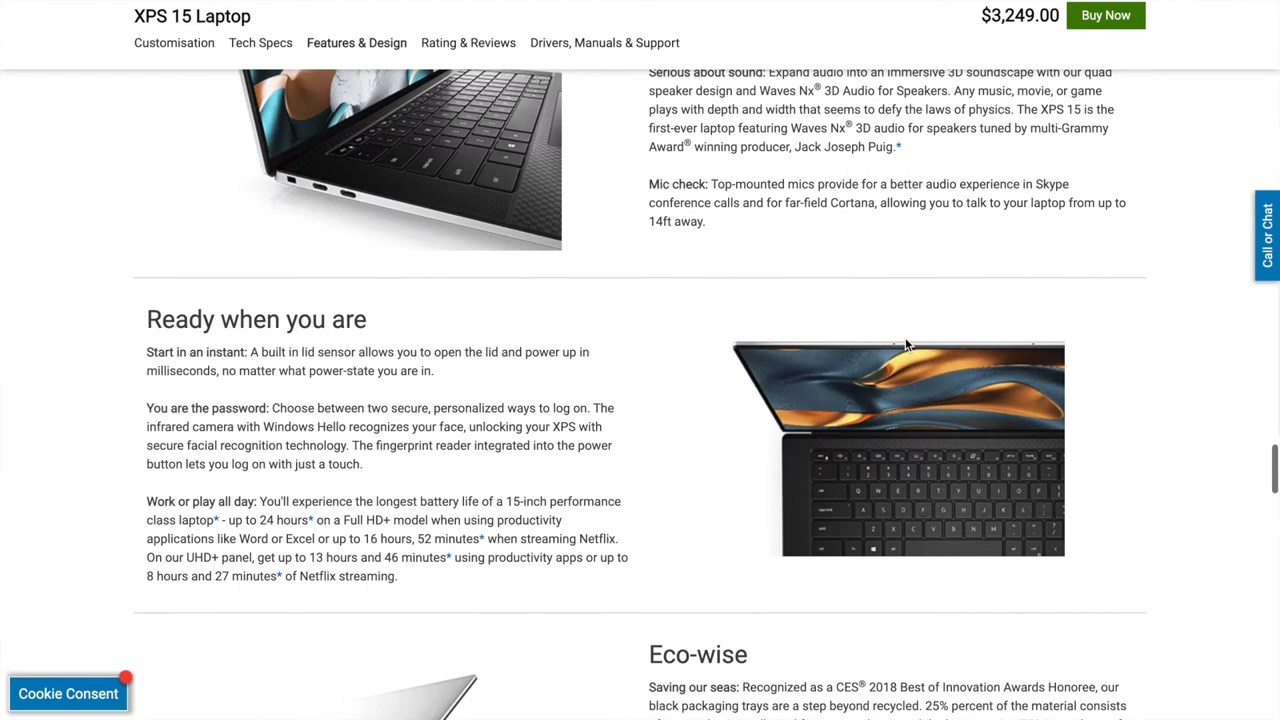 XPS 15 Laptop
$3,249.00
Buy Now
Customisation Tech Specs Features & Design Rating & Reviews Drivers, Manuals & Support
Serious about sound: Expand audio into an immersive 3D soundscape with our quad
speaker design and Waves Nx® 3D Audio for Speakers. Any music, movie, or game
plays with depth and width that seems to defy the laws of physics. The XPS 15 is the
first-ever laptop featuring Waves Nx® 3D audio for speakers tuned by multi-Grammy
Award® winning producer, Jack Joseph Puig.*
Mic check: Top-mounted mics provide for a better audio experience in Skype
conference calls and for far-field Cortana, allowing you to talk to your laptop from up to
14ft away.
Call or Chat
Ready when you are
Start in an instant: A built in lid sensor allows you to open the lid and power up in
milliseconds, no matter what power-state you are in.
You are the password: Choose between two secure, personalized ways to log on. The
infrared camera with Windows Hello recognizes your face, unlocking your XPS with
secure facial recognition technology. The fingerprint reader integrated into the power
button lets you log on with just a touch.
Work or play all day: You'll experience the longest battery life of a 15-inch performance
class laptop* - up to 24 hours* on a Full HD+ model when using productivity
applications like Word or Excel or up to 16 hours, 52 minutes* when streaming Netflix.
On our UHD+ panel, get up to 13 hours and 46 minutes* using productivity apps or up to
8 hours and 27 minutes* of Netflix streaming.
Eco-wise
Saving our seas: Recognized as a CES® 2018 Best of Innovation Awards Honoree, our
black packaging trays are a step beyond recycled. 25% percent of the material consists
Cookie Consent